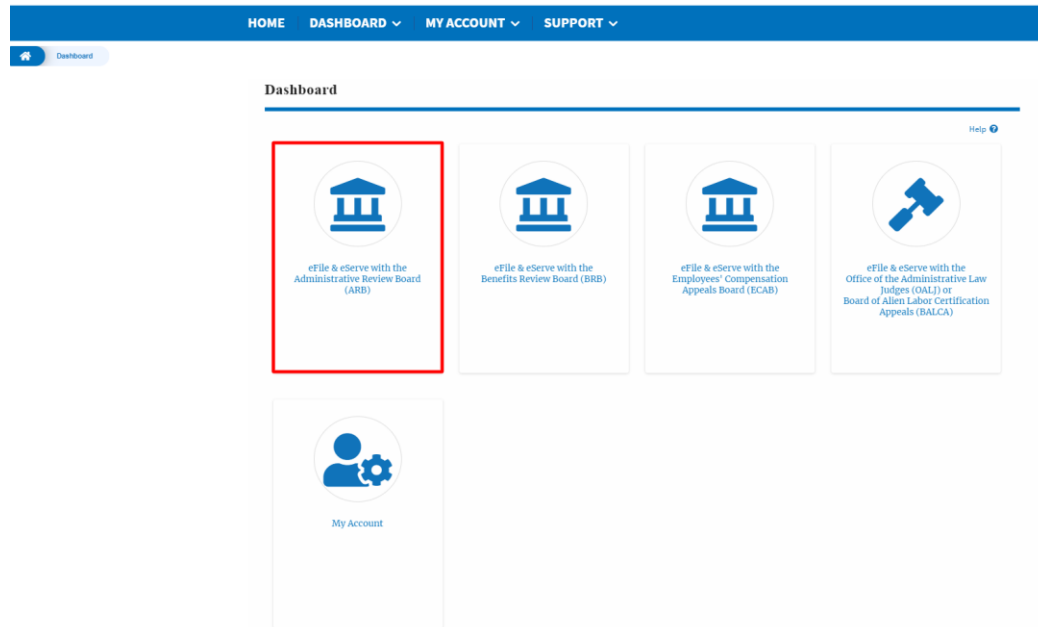 HOME DASHBOARD MY ACCOUNT SUPPORT
Dashboard
Dashboard
Help
eFile & eServe with the
Administrative Review Board
(ARB)
eFile & eServe with the
Benefits Review Board (BRB)
eFile & eServe with the
Employees' Compensation
Appeals Board (ECAB)
eFile & eServe with the
Office of the Administrative Law
Judges (OALJ) or
Board of Alien Labor Certification
Appeals (BALCA)
My Account